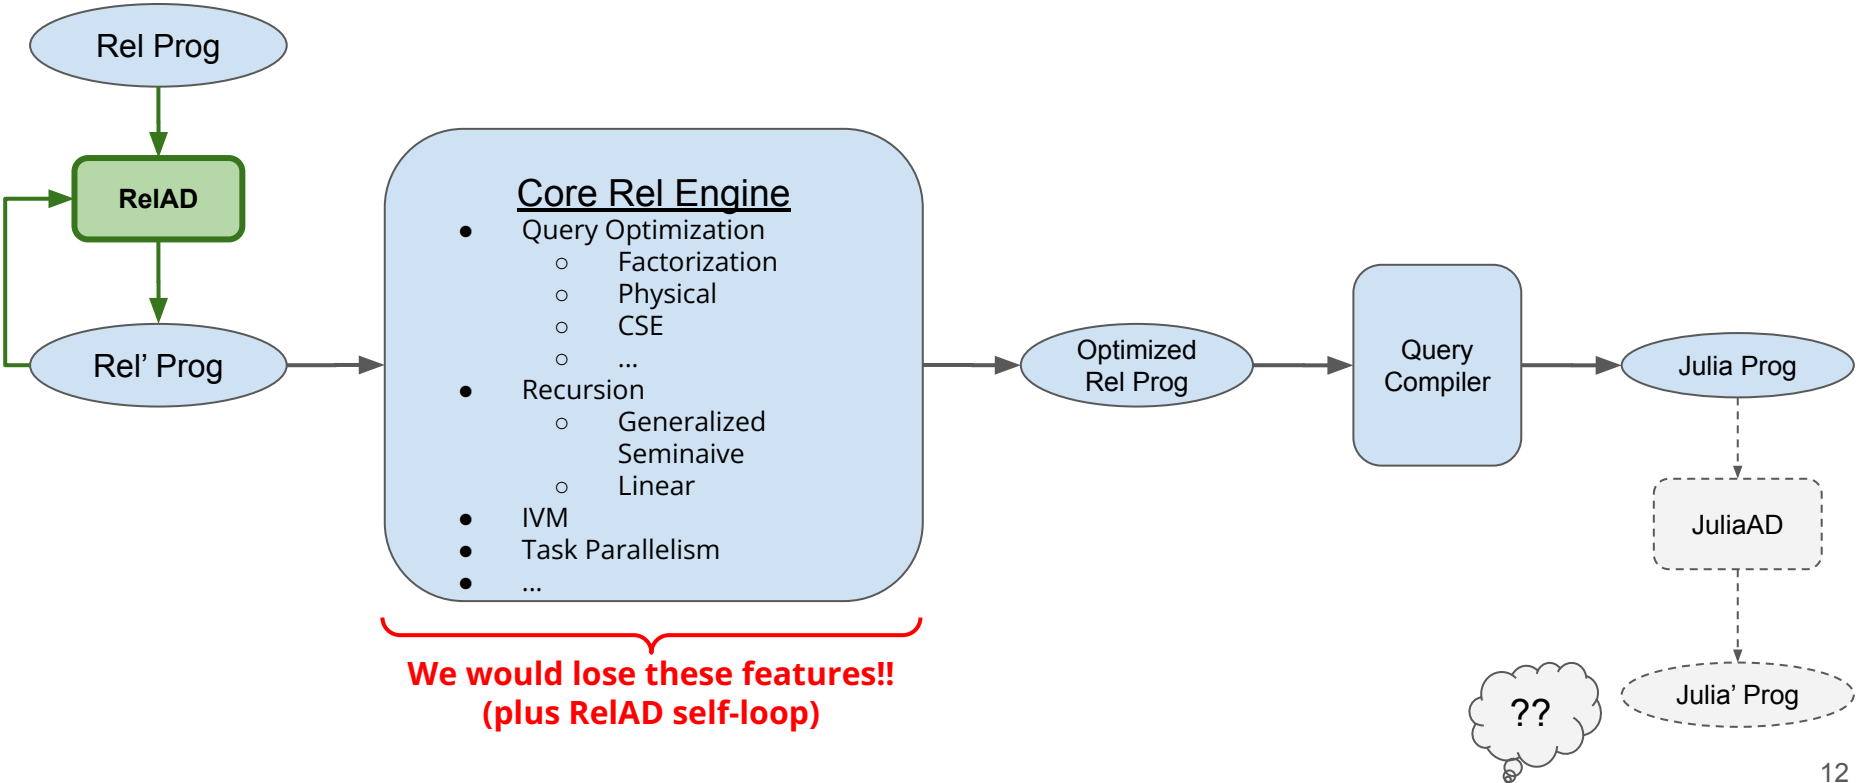 Rel Prog
RelAD
Rel’ Prog
Core Rel Engine
● Query Optimization
○ Factorization
○ Physical
○ CSE
○ ...
● Recursion
○ Generalized
Seminaive
○ Linear
● IVM
● Task Parallelism
● ...
We would lose these features!!
(plus RelAD self-loop)
Optimized
Rel Prog
Query
Compiler
Julia Prog
JuliaAD
Julia’ Prog
??
12